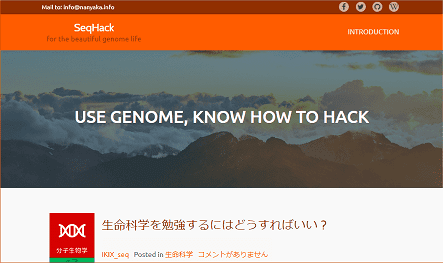 Mail to: info@nanyaka.info
SeqHack
for the beautiful genome life
INTRODUCTION
USE GENOME, KNOW HOW TO HACK
生命科学を勉強するにはどうすればいい？
分子生物学
IKIX_seq Posted in 生命科学 コメントがありません